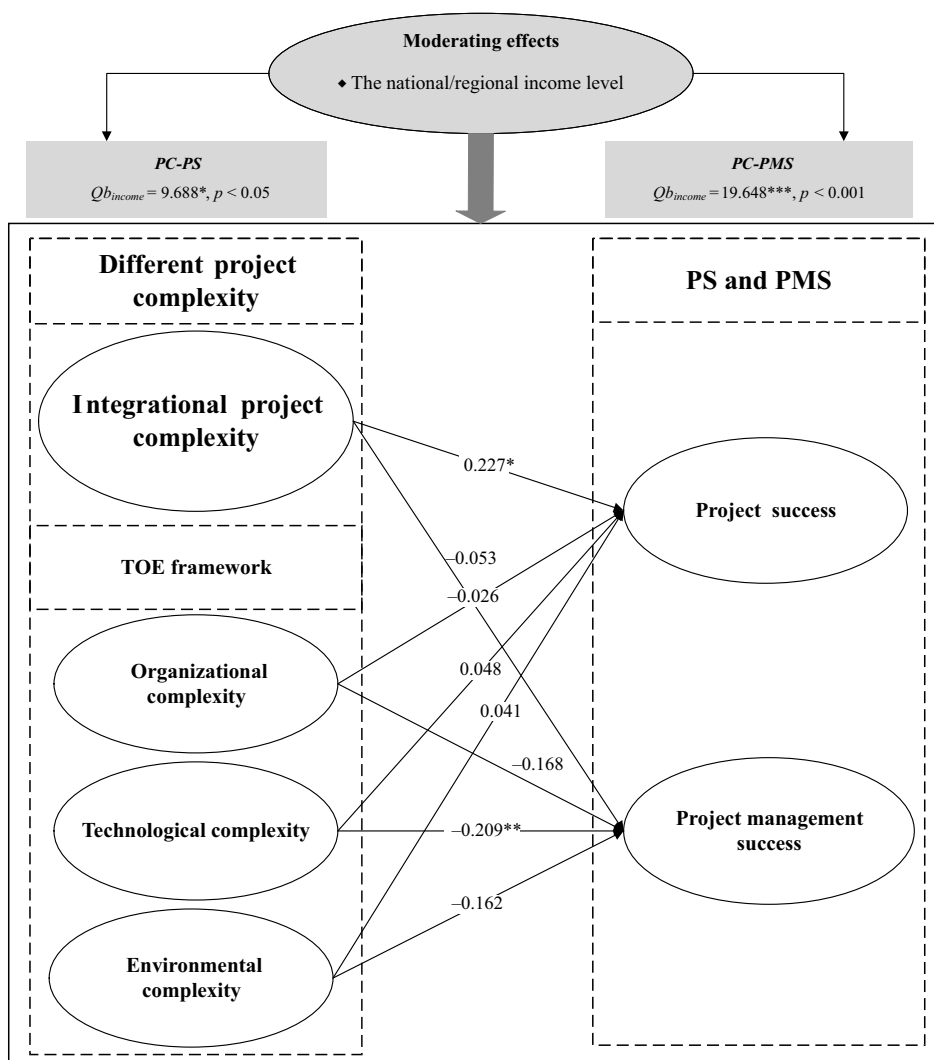 Moderating effects
◆ The national/regional income level
PC-PS
Qb_income = 9.688*, p < 0.05
PC-PMS
Qb_income = 19.648***, p < 0.001
Different project
complexity
PS and PMS
Integrational project
complexity
0.227*
Project success
–0.053
TOE framework
–0.026
Organizational
complexity
0.048
0.041
–0.168
Technological complexity
–0.209**
Project management
success
–0.162
Environmental
complexity